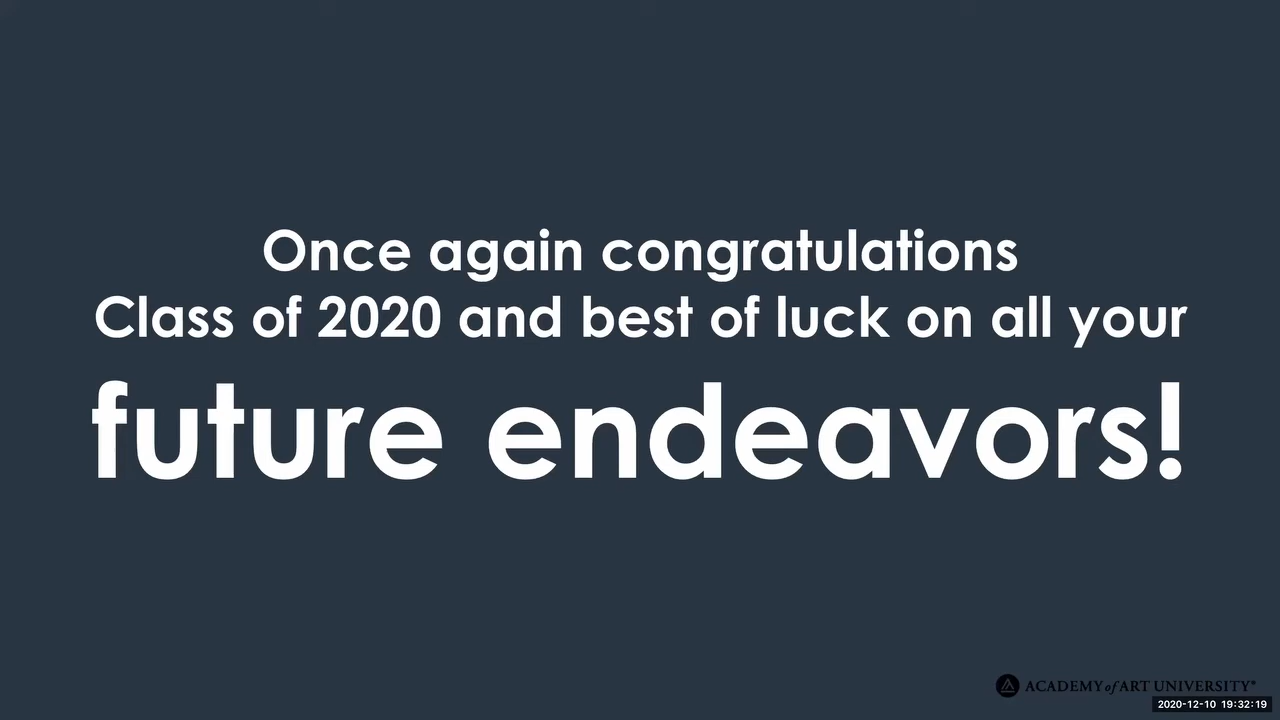 Once again congratulations
Class of 2020 and best of luck on all your
future endeavors!
ACADEMY of ART UNIVERSITY®
2020-12-10 19:32:19